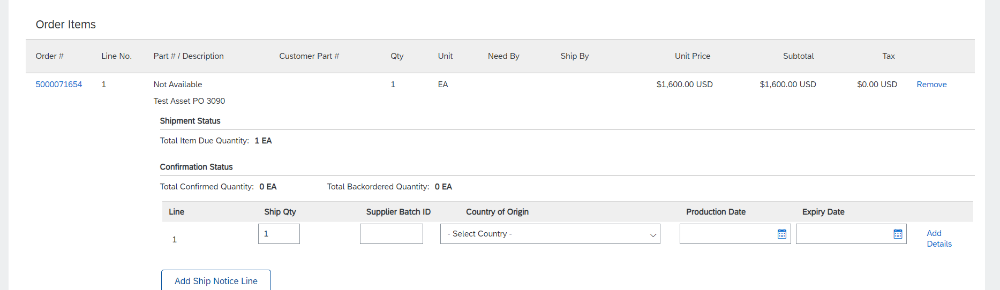 Order Items
Order # Line No. Part # / Description Customer Part # Qty Unit Need By Ship By Unit Price Subtotal Tax
5000071654 1 Not Available 1 EA $1,600.00 USD $1,600.00 USD $0.00 USD Remove
Test Asset PO 3090
Shipment Status
Total Item Due Quantity: 1 EA
Confirmation Status
Total Confirmed Quantity: 0 EA Total Backordered Quantity: 0 EA
Line Ship Qty Supplier Batch ID Country of Origin Production Date Expiry Date
1 1 - Select Country - Add Details
Add Ship Notice Line